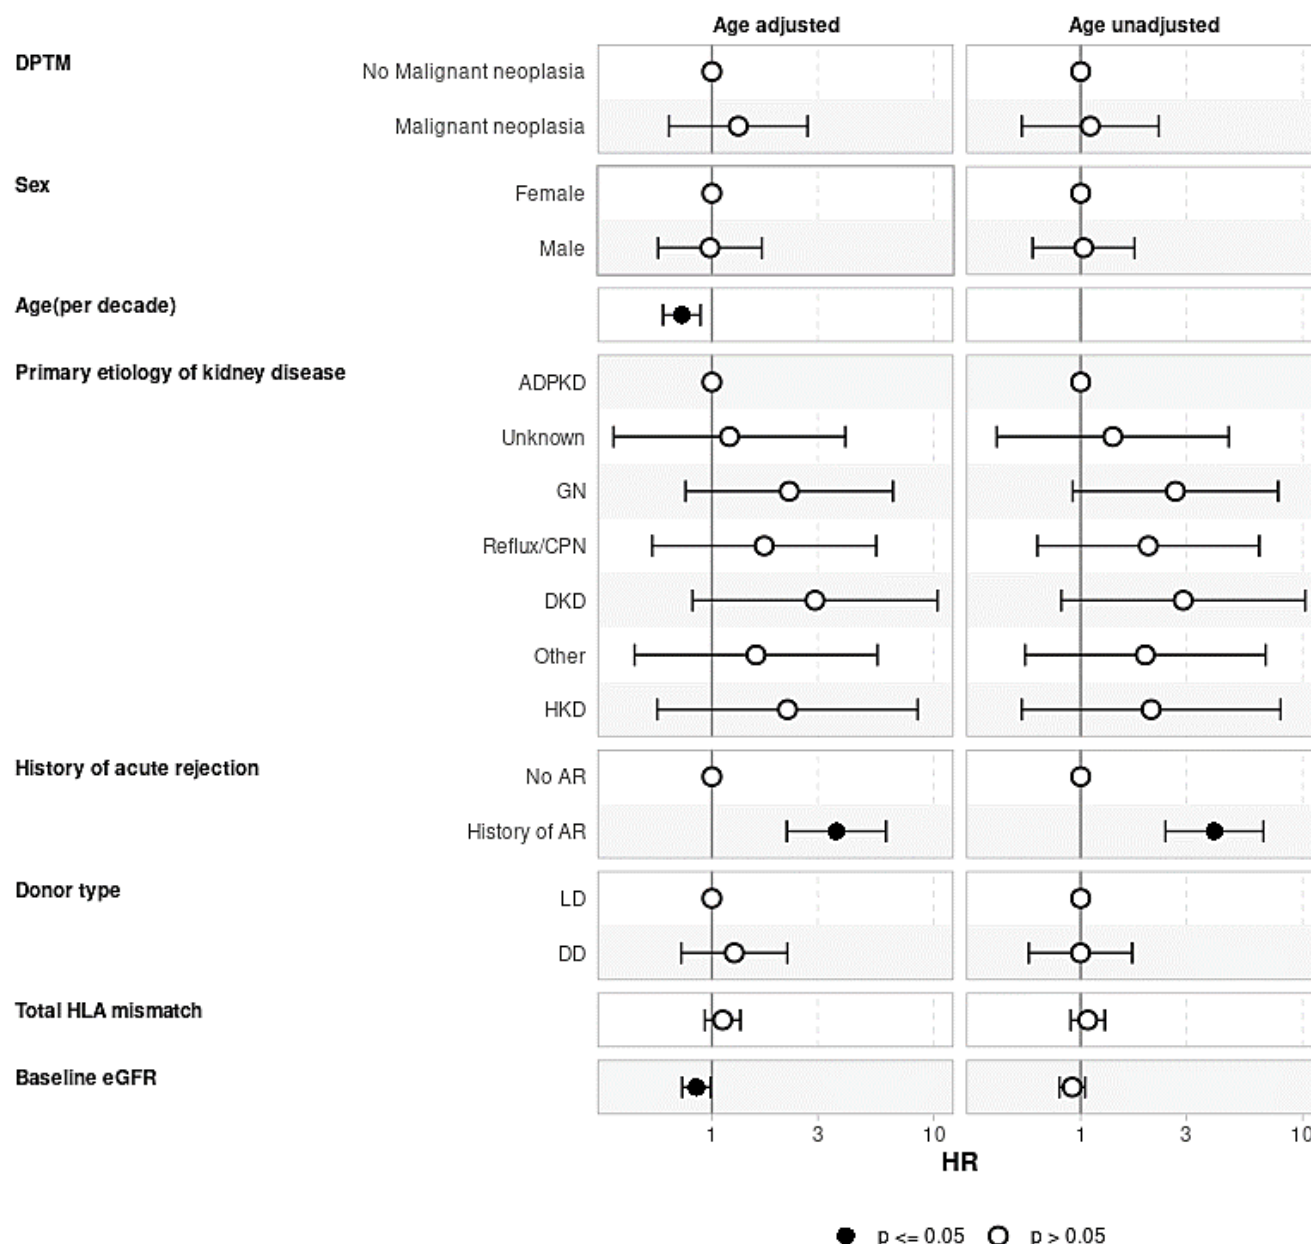 Age adjusted Age unadjusted
DPTM
No Malignant neoplasia
Malignant neoplasia
Sex
Female
Male
Age(per decade)
Primary etiology of kidney disease
ADPKD
Unknown
GN
Reflux/CPN
DKD
Other
HKD
History of acute rejection
No AR
History of AR
Donor type
LD
DD
Total HLA mismatch
Baseline eGFR
1 3 10 1 3 10
HR
p <= 0.05 p > 0.05